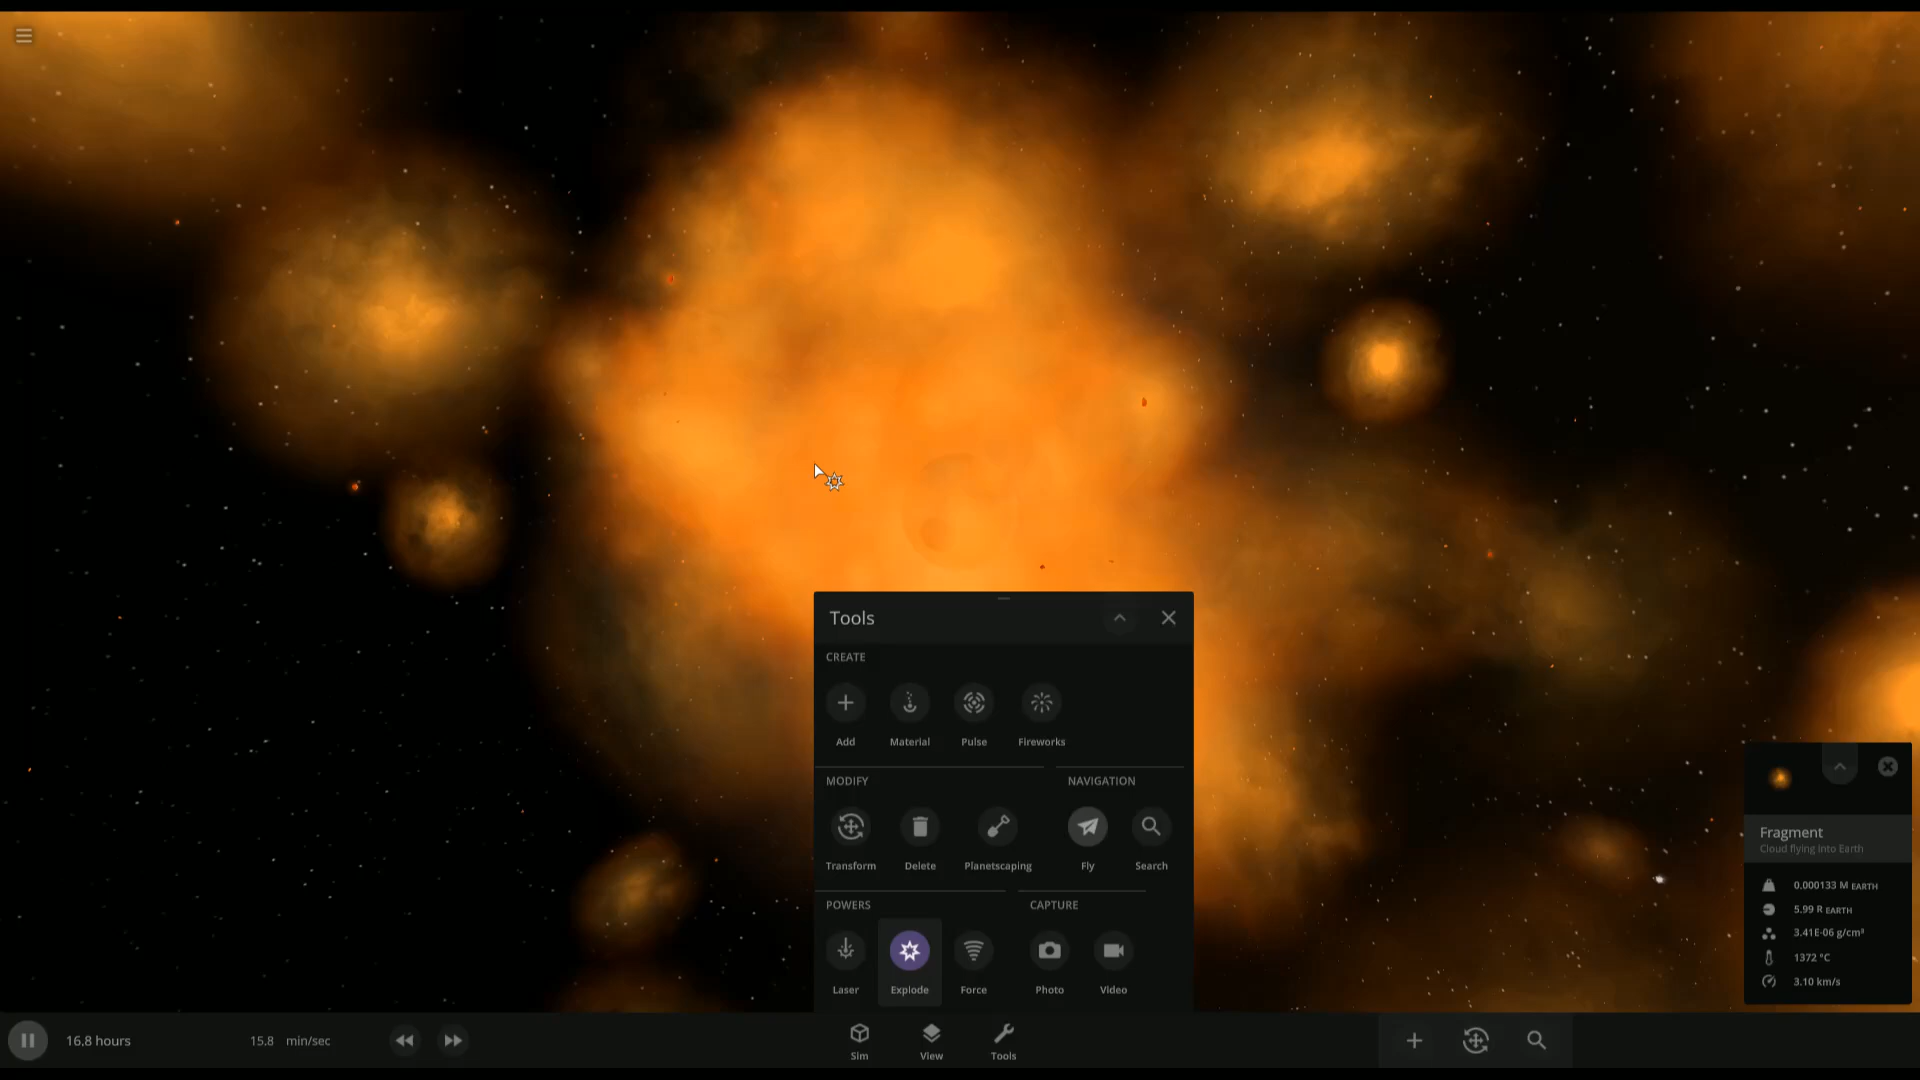 Tools
CREATE
Add Material Pulse Fireworks
MODIFY NAVIGATION
Transform Delete Planetscaping Fly Search
POWERS CAPTURE
Laser Explode Force Photo Video
Fragment
Cloud flying into Earth
0.000133 M EARTH
5.99 R EARTH
3.41E-06 g/cm³
1372 °C
3.10 km/s
16.8 hours 15.8 min/sec
Sim View Tools